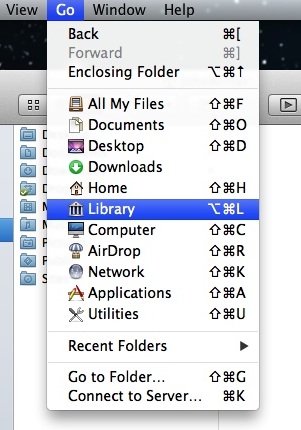 View Go Window Help
Back ⌘[
Forward ⌘]
Enclosing Folder ⌥⌘↑
All My Files ⇧⌘F
Documents ⇧⌘O
Desktop ⇧⌘D
Downloads
Home ⇧⌘H
Library ⌥⌘L
Computer ⇧⌘C
AirDrop ⇧⌘R
Network ⇧⌘K
Applications ⇧⌘A
Utilities ⇧⌘U
Recent Folders ▶
Go to Folder... ⇧⌘G
Connect to Server... ⌘K